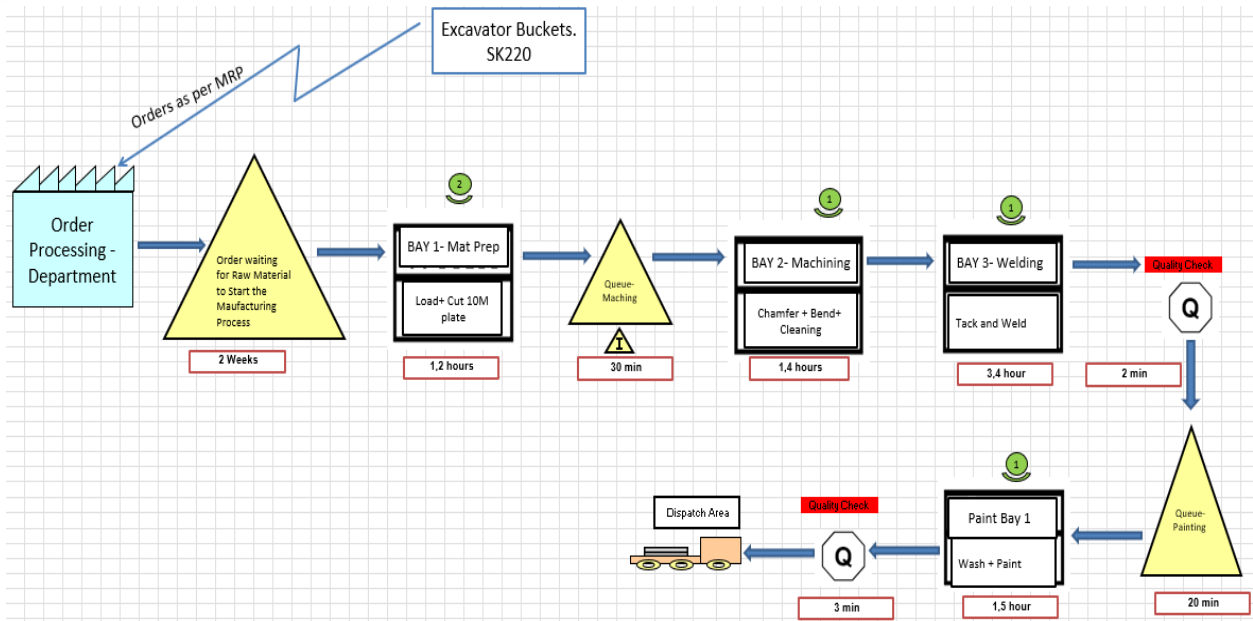 Excavator Buckets.
SK220
Orders as per MRP
Order
Processing -
Department
Order waiting
for Raw Material
to Start the
Maufacturing
Process
2 Weeks
2
BAY 1- Mat Prep
Load+ Cut 10M
plate
1,2 hours
Queue-
Maching
I
30 min
1
BAY 2- Machining
Chamfer + Bend+
Cleaning
1,4 hours
1
BAY 3- Welding
Tack and Weld
3,4 hour
Quality Check
Q
2 min
Queue-
Painting
20 min
1
Paint Bay 1
Wash + Paint
1,5 hour
Quality Check
Q
3 min
Dispatch Area